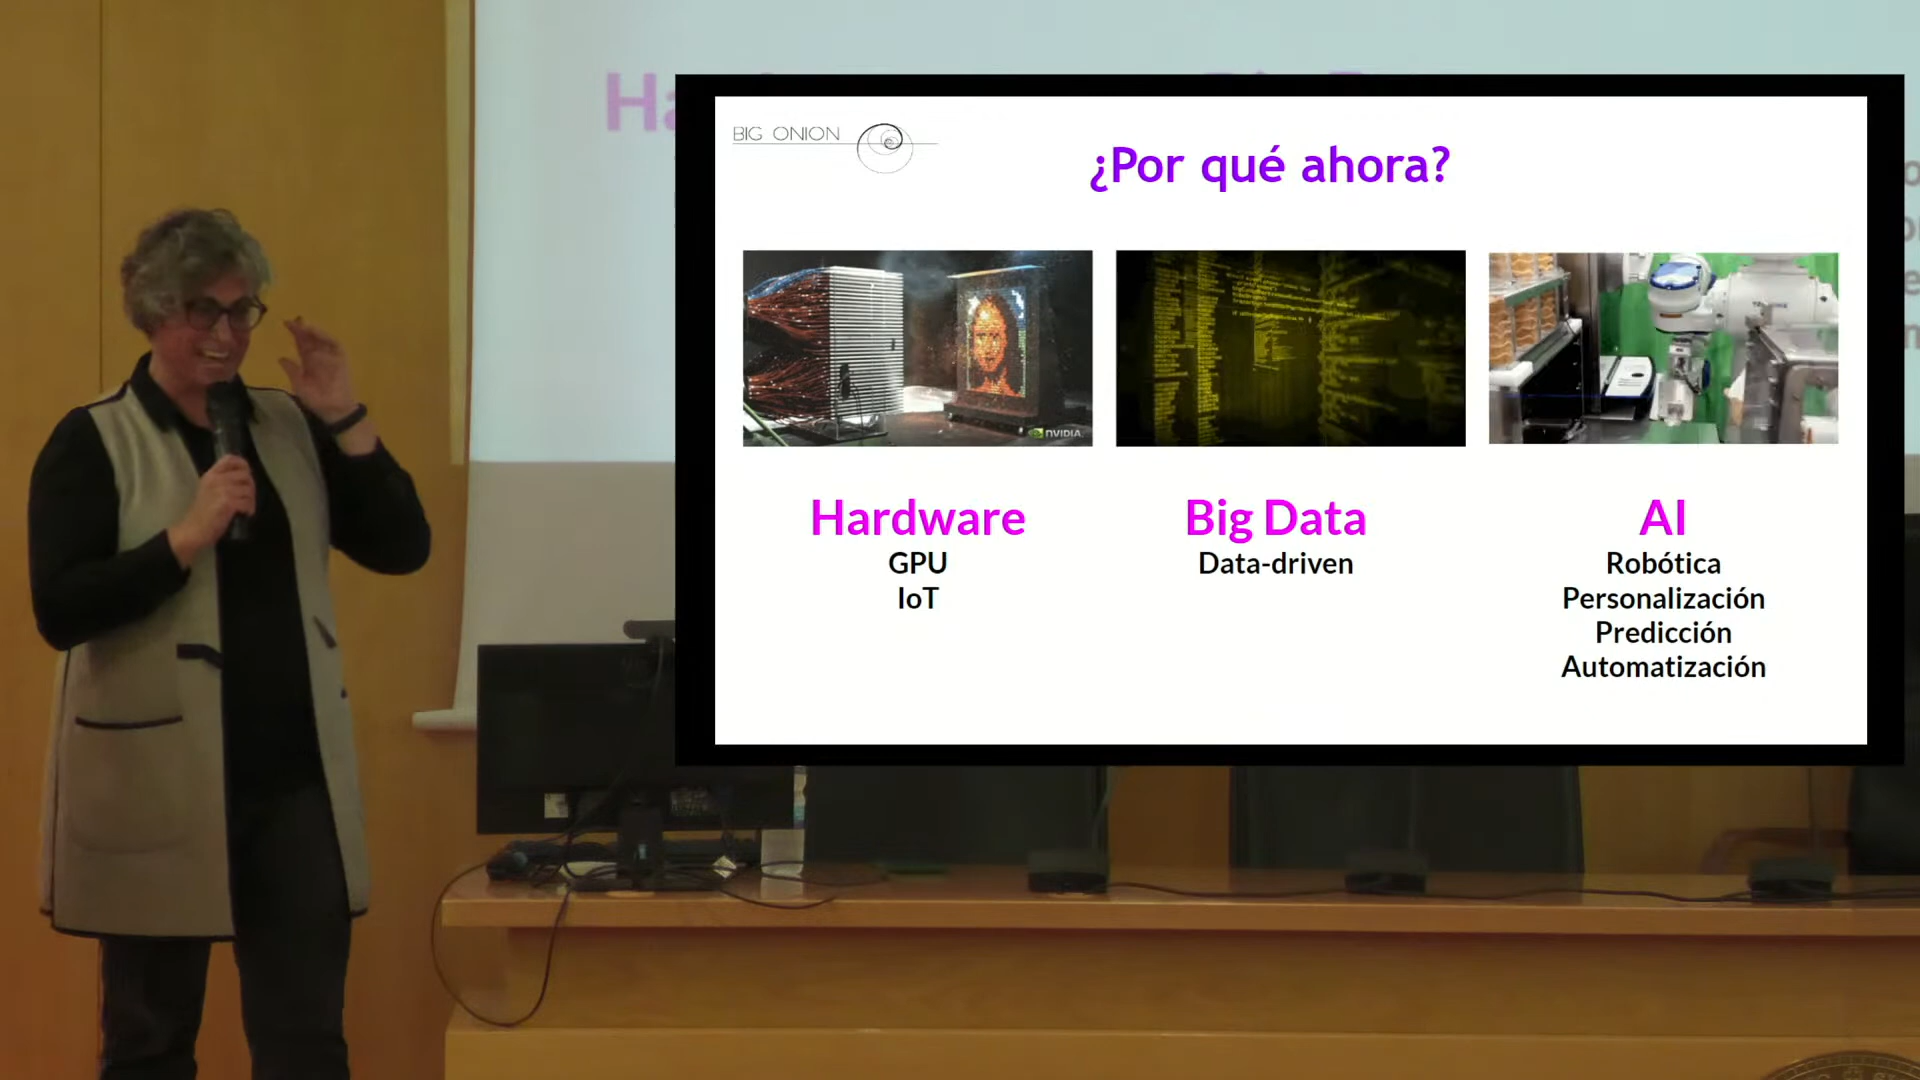 BIG ONION
¿Por qué ahora?
NVIDIA.
Hardware
GPU
IoT
Big Data
Data-driven
AI
Robótica
Personalización
Predicción
Automatización